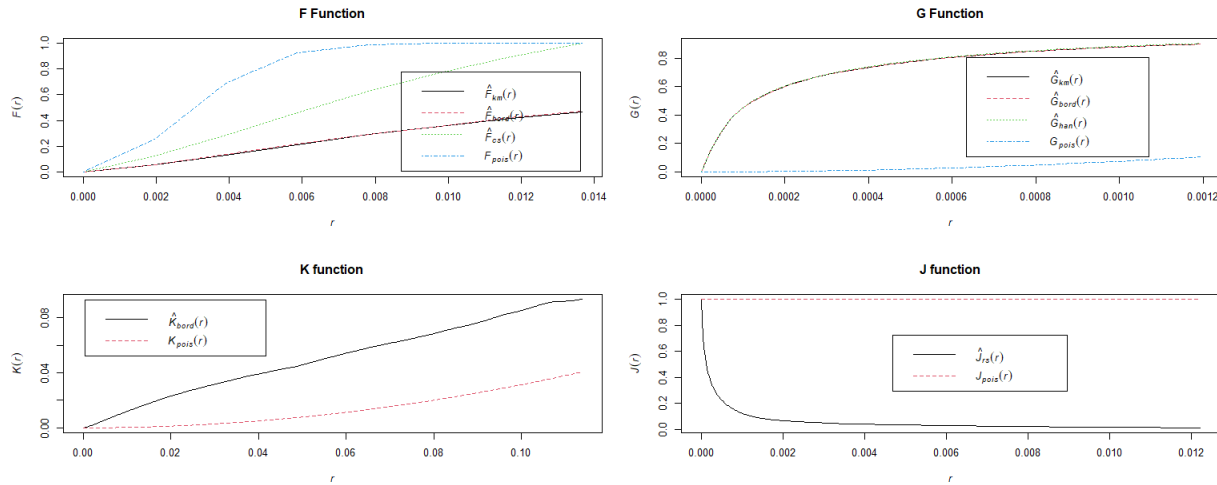 F Function
F(r)
0.0 0.2 0.4 0.6 0.8 1.0
F̂km(r)
F̂bord(r)
F̂cs(r)
Fpois(r)
0.000 0.002 0.004 0.006 0.008 0.010 0.012 0.014
r
G Function
G(r)
0.0 0.2 0.4 0.6 0.8
Ĝkm(r)
Ĝbord(r)
Ĝhan(r)
Gpois(r)
0.0000 0.0002 0.0004 0.0006 0.0008 0.0010 0.0012
r
K function
K(r)
0.00 0.04 0.08
K̂bord(r)
Kpois(r)
0.00 0.02 0.04 0.06 0.08 0.10
r
J function
J(r)
0.0 0.2 0.4 0.6 0.8 1.0
Ĵrs(r)
Jpois(r)
0.000 0.002 0.004 0.006 0.008 0.010 0.012
r